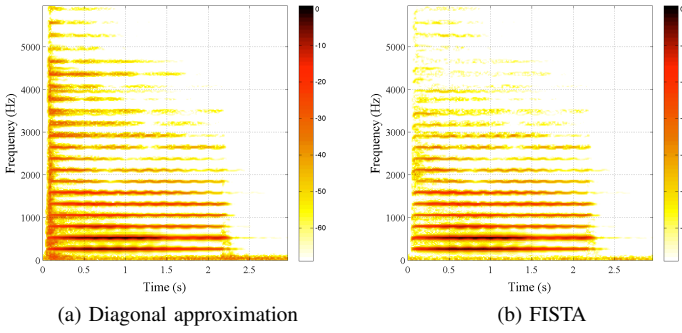 Frequency (Hz)
5000
4000
3000
2000
1000
0
0 0.5 1 1.5 2 2.5
Time (s)
0
-10
-20
-30
-40
-50
-60
(a) Diagonal approximation
Frequency (Hz)
5000
4000
3000
2000
1000
0
0 0.5 1 1.5 2 2.5
Time (s)
(b) FISTA